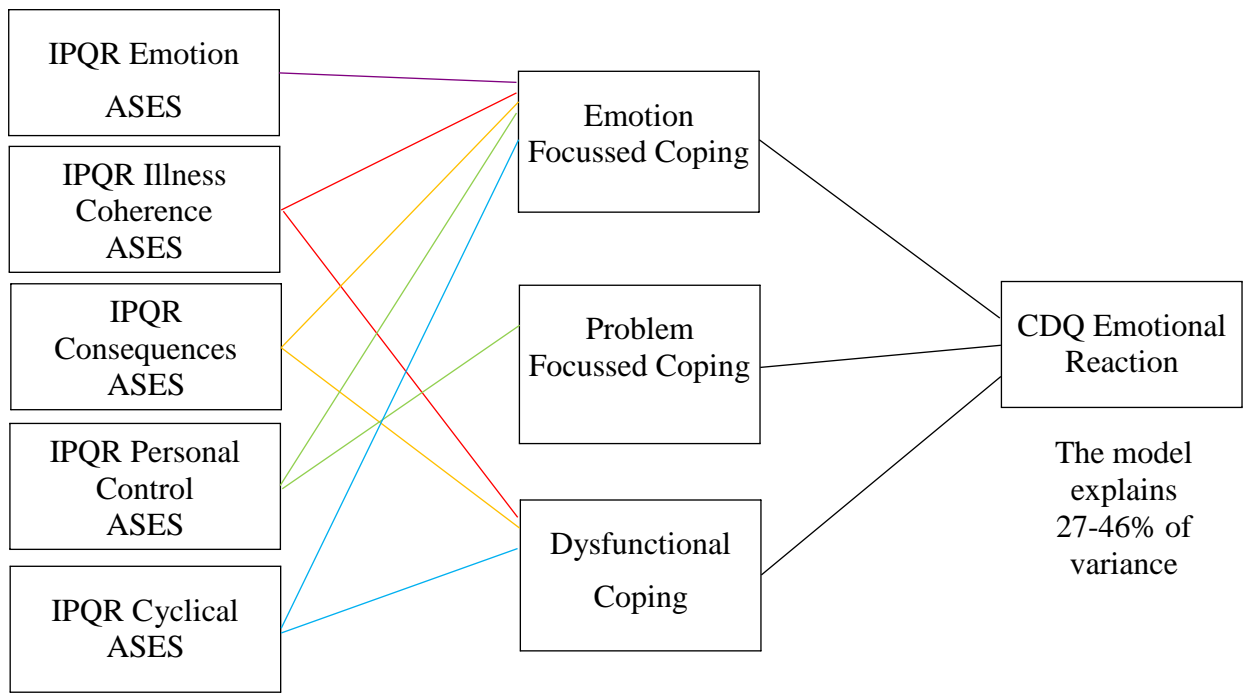 IPQR Emotion
ASES
IPQR Illness
Coherence
ASES
IPQR
Consequences
ASES
IPQR Personal
Control
ASES
IPQR Cyclical
ASES
Emotion
Focussed Coping
Problem
Focussed Coping
Dysfunctional
Coping
CDQ Emotional
Reaction
The model
explains
27-46% of
variance